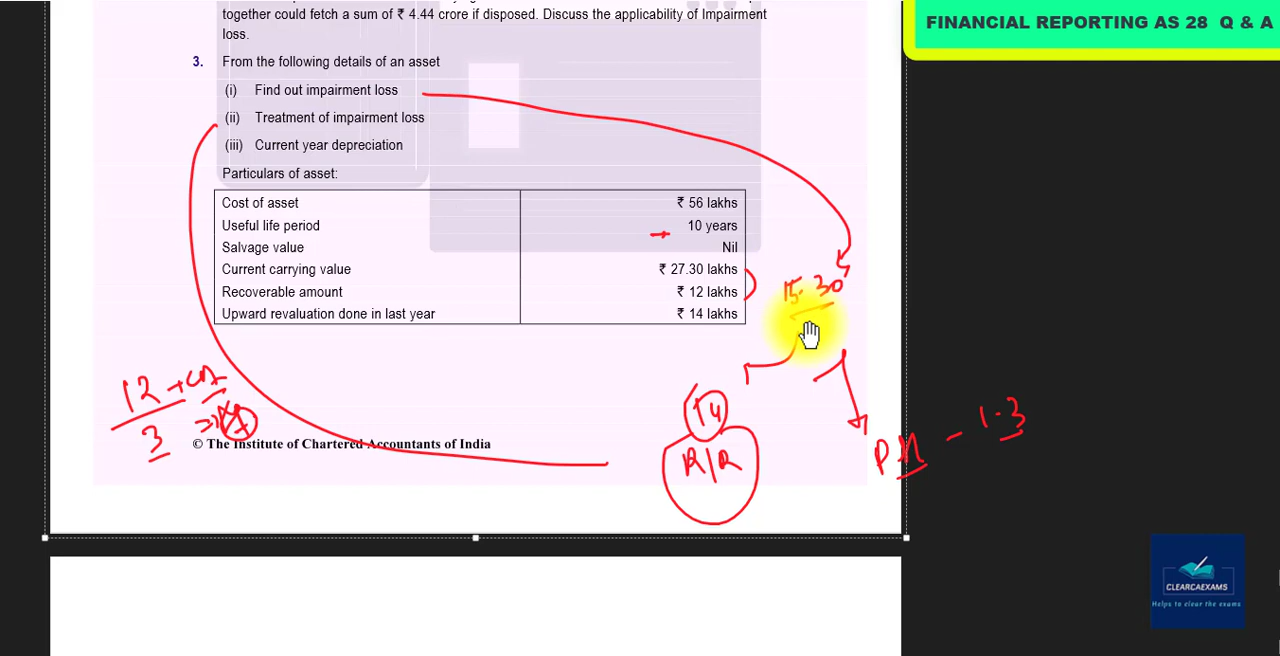 together could fetch a sum of ₹ 4.44 crore if disposed. Discuss the applicability of Impairment
loss.
FINANCIAL REPORTING AS 28 Q & A
3. From the following details of an asset
(i) Find out impairment loss
(ii) Treatment of impairment loss
(iii) Current year depreciation
Particulars of asset:
Cost of asset ₹ 56 lakhs
Useful life period 10 years
Salvage value Nil
Current carrying value ₹ 27.30 lakhs
Recoverable amount ₹ 12 lakhs
Upward revaluation done in last year ₹ 14 lakhs
15.30
12
3
14
R/R
- 1.3
© The Institute of Chartered Accountants of India
CLEARCAEXAMS
Helps to clear the exams